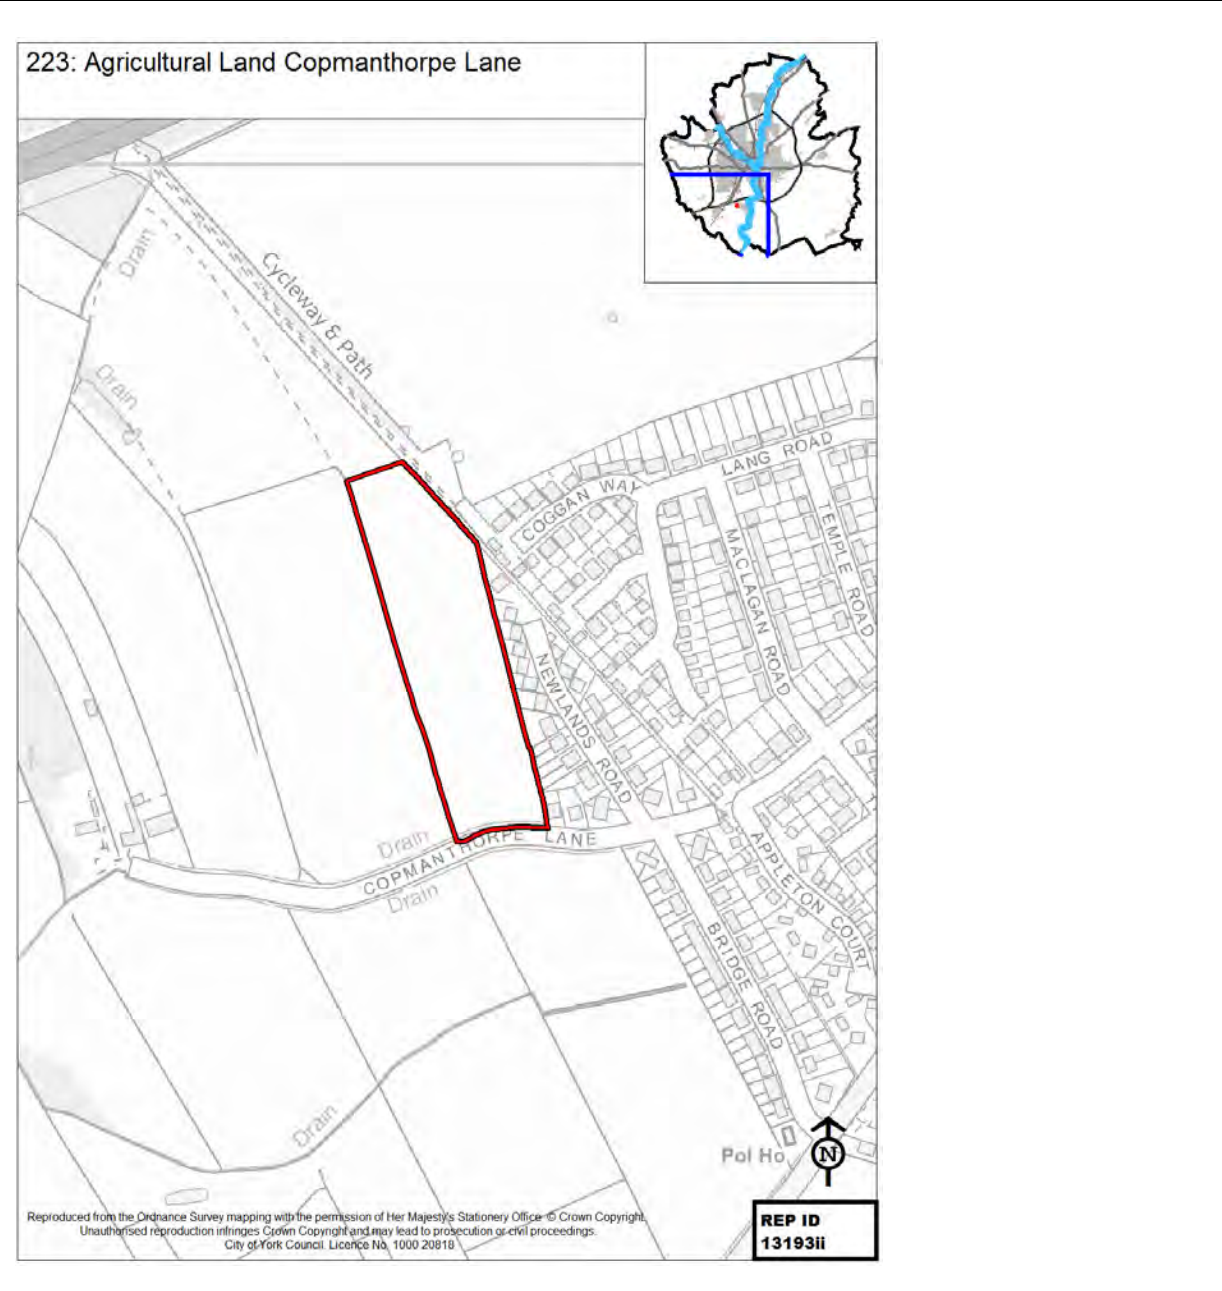 223: Agricultural Land Copmanthorpe Lane
Drain
Cycleway & Path
Drain
LANG ROAD
COGGAN WAY
TEMPLE ROAD
MACLAGAN ROAD
NEWLANDS ROAD
Drain
COPMANTHORPE LANE
Drain
APPLETON COURT
BRIDGE ROAD
Drain
Pol Ho
N
Reproduced from the Ordnance Survey mapping with the permission of Her Majesty's Stationery Office. © Crown Copyright.
Unauthorised reproduction infringes Crown Copyright and may lead to prosecution or civil proceedings.
City of York Council. Licence No. 1000 20818
REP ID
13193ii